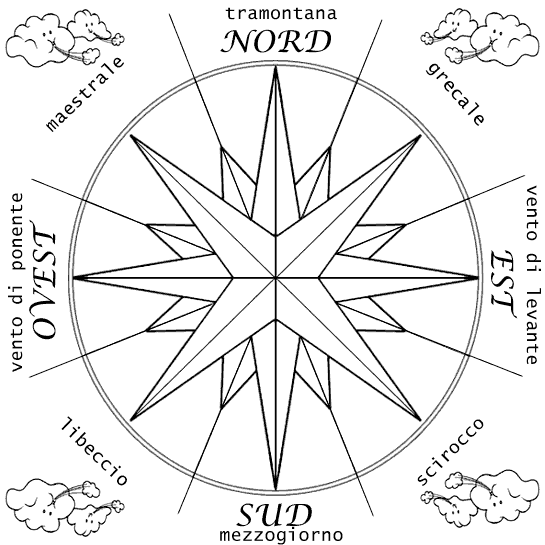 tramontana
NORD
maestrale
grecale
vento di ponente
OVEST
EST
vento di levante
libeccio
scirocco
SUD
mezzogiorno